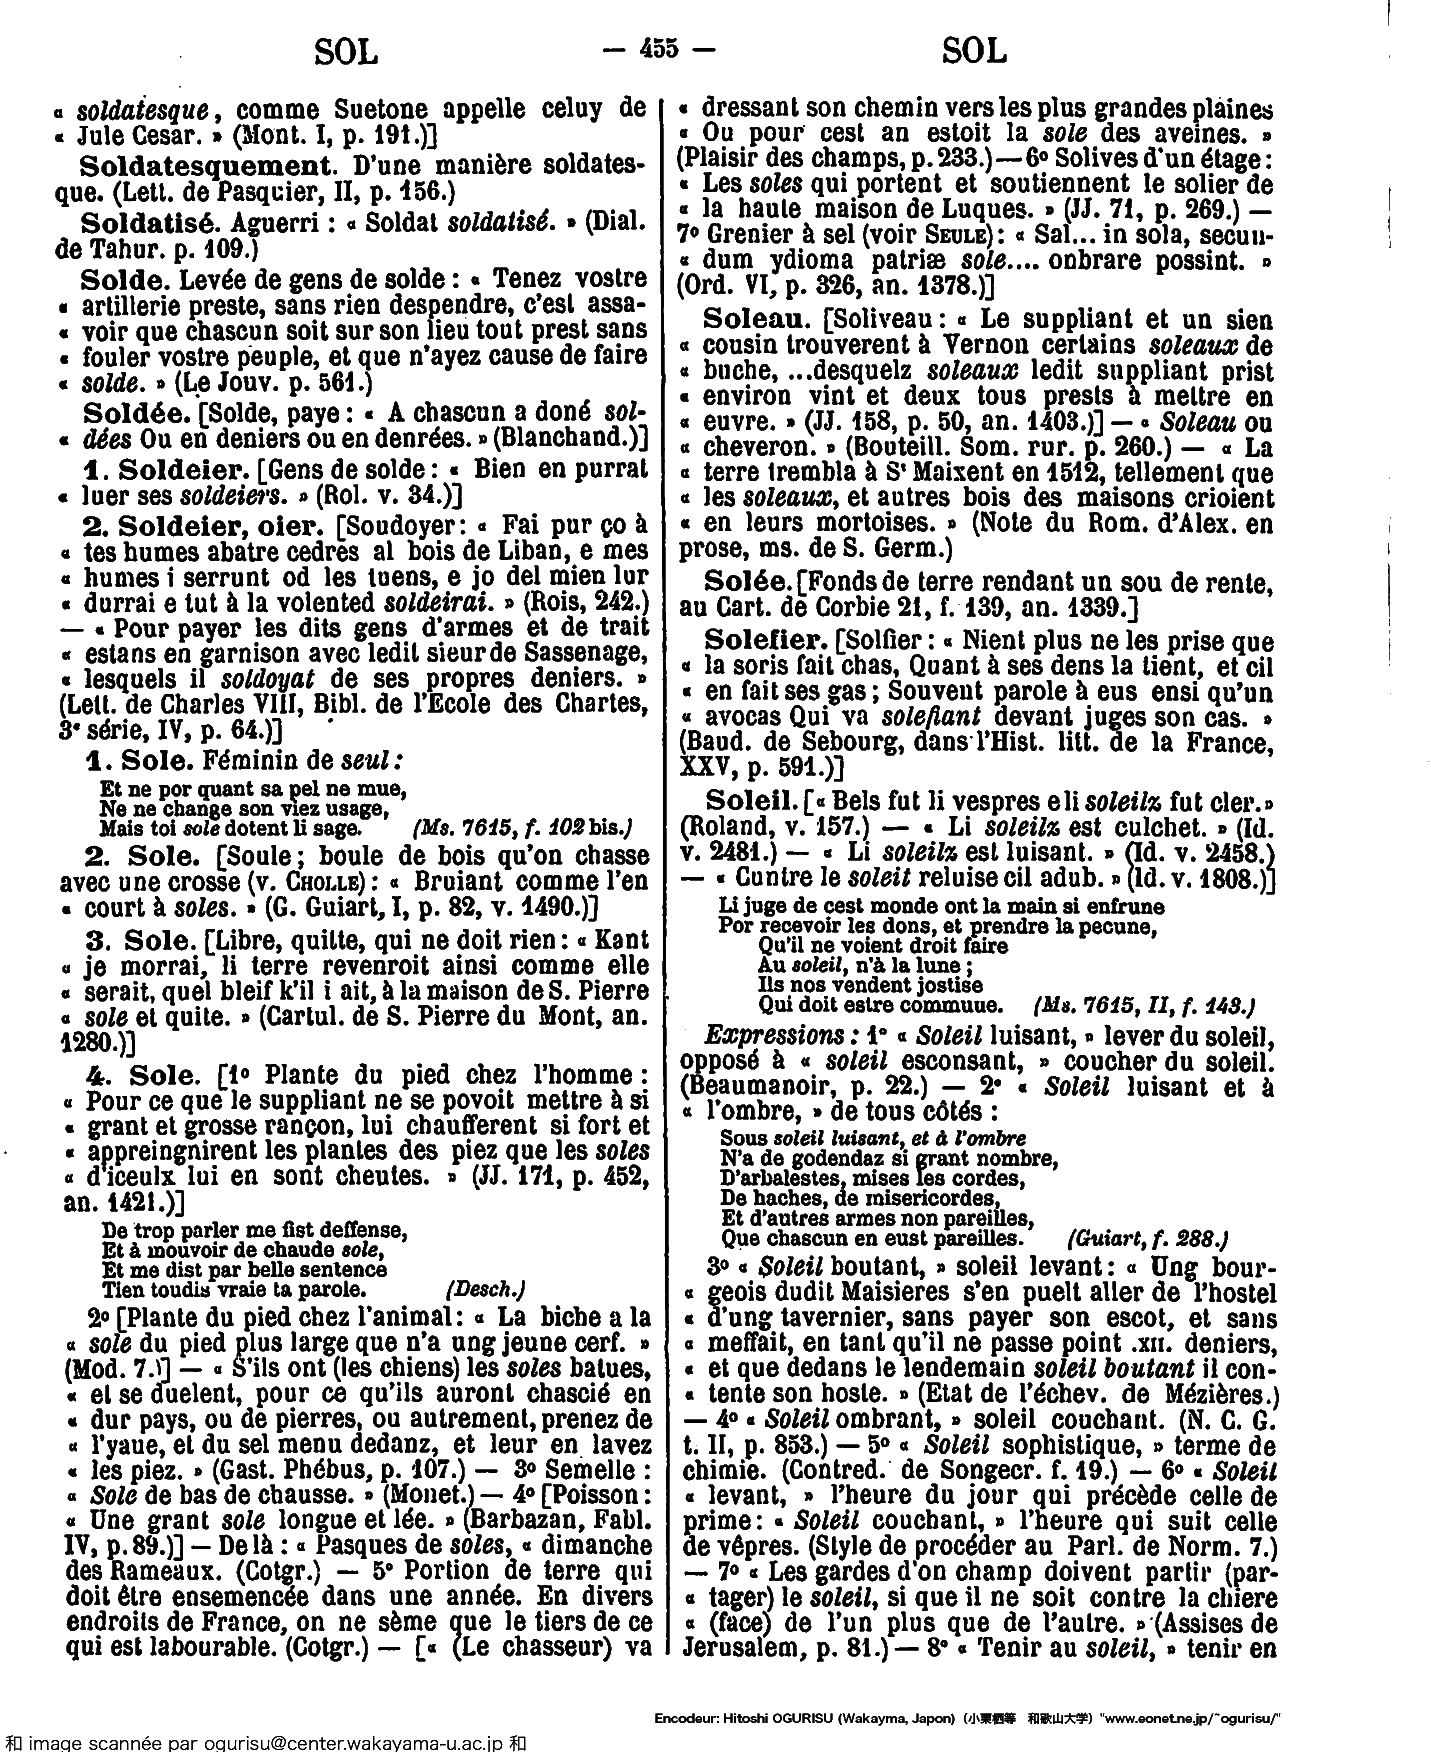 SOL — 455 — SOL
« soldatesque, comme Suetone appelle celuy de
« Jule Cesar. » (Mont. I, p. 191.)]
Soldatesquement. D'une manière soldates-
que. (Lett. de Pasquier, II, p. 156.)
Soldatisé. Aguerri : « Soldat soldatisé. » (Dial.
de Tahur. p. 109.)
Solde. Levée de gens de solde : « Tenez vostre
« artillerie preste, sans rien despendre, c'est assa-
« voir que chascun soit sur son lieu tout prest sans
« fouler vostre peuple, et que n'ayez cause de faire
« solde. » (Le Jouv. p. 561.)
Soldée. [Solde, paye : « A chascun a doné sol-
« dées Ou en deniers ou en denrées. » (Blanchand.)]
1. Soldeier. [Gens de solde : « Bien en purrat
« luer ses soldeiers. » (Rol. v. 34.)]
2. Soldeier, oier. [Soudoyer : « Fai pur ço à
« tes humes abatre cedres al bois de Liban, e mes
« humes i serrunt od les tuens, e jo del mien lur
« durrai e tut à la volented soldeirai. » (Rois, 242.)
— « Pour payer les dits gens d'armes et de trait
« estans en garnison avec ledit sieur de Sassenage,
« lesquels il soldoyat de ses propres deniers. »
(Lett. de Charles VIII, Bibl. de l'Ecole des Chartes,
3e série, IV, p. 64.)]
1. Sole. Féminin de seul :
Et ne por quant sa pel ne mue,
Ne ne change son viez usage,
Mais toi sole dotent li sage. (Ms. 7615, f. 102 bis.)
2. Sole. [Soule ; boule de bois qu'on chasse
avec une crosse (v. CHOLLE) : « Bruiant comme l'en
« court à soles. » (G. Guiart, I, p. 82, v. 1490.)]
3. Sole. [Libre, quitte, qui ne doit rien : « Kant
« je morrai, li terre revenroit ainsi comme elle
« serait, quel bleif k'il i ait, à la maison de S. Pierre
« sole et quite. » (Cartul. de S. Pierre du Mont, an.
1280.)]
4. Sole. [1o Plante du pied chez l'homme :
« Pour ce que le suppliant ne se povoit mettre à si
« grant et grosse rançon, lui chaufferent si fort et
« appreingnirent les plantes des piez que les soles
« d'iceulx lui en sont cheutes. » (JJ. 171, p. 452,
an. 1421.)]
De trop parler me fist deffense,
Et à mouvoir de chaude sole,
Et me dist par belle sentence
Tien toudis vraie ta parole. (Desch.)
2o [Plante du pied chez l'animal : « La biche a la
« sole du pied plus large que n'a ung jeune cerf. »
(Mod. 7.)] — « S'ils ont (les chiens) les soles batues,
« et se duelent, pour ce qu'ils auront chascié en
« dur pays, ou de pierres, ou autrement, prenez de
« l'yaue, et du sel menu dedanz, et leur en lavez
« les piez. » (Gast. Phébus, p. 107.) — 3o Semelle :
« Sole de bas de chausse. » (Monet.) — 4o [Poisson :
« Une grant sole longue et lée. » (Barbazan, Fabl.
IV, p. 89.)] — De là : « Pasques de soles, « dimanche
des Rameaux. (Cotgr.) — 5o Portion de terre qui
doit être ensemencée dans une année. En divers
endroits de France, on ne sème que le tiers de ce
qui est labourable. (Cotgr.) — [« (Le chasseur) va
« dressant son chemin vers les plus grandes plaines
« Ou pour cest an estoit la sole des aveines. »
(Plaisir des champs, p. 233.) — 6o Solives d'un étage :
« Les soles qui portent et soutiennent le solier de
« la haute maison de Luques. » (JJ. 71, p. 269.) —
7o Grenier à sel (voir SEULE) : « Sal... in sola, secun-
« dum ydioma patriæ sole.... onbrare possint. »
(Ord. VI, p. 326, an. 1378.)]
Soleau. [Soliveau : « Le suppliant et un sien
« cousin trouverent à Vernon certains soleaux de
« buche, ...desquelz soleaux ledit suppliant prist
« environ vint et deux tous prests à mettre en
« euvre. » (JJ. 158, p. 50, an. 1403.)] — « Soleau ou
« cheveron. » (Bouteill. Som. rur. p. 260.) — « La
« terre trembla à St Maixent en 1512, tellement que
« les soleaux, et autres bois des maisons crioient
« en leurs mortoises. » (Note du Rom. d'Alex. en
prose, ms. de S. Germ.)
Solée. [Fonds de terre rendant un sou de rente,
au Cart. de Corbie 21, f. 139, an. 1339.]
Solefier. [Solfier : « Nient plus ne les prise que
« la soris fait chas, Quant à ses dens la tient, et cil
« en fait ses gas ; Souvent parole à eus ensi qu'un
« avocas Qui va solefiant devant juges son cas. »
(Baud. de Sebourg, dans l'Hist. litt. de la France,
XXV, p. 591.)]
Soleil. [« Bels fut li vespres e li soleilz fut cler. »
(Roland, v. 157.) — « Li soleilz est culchet. » (Id.
v. 2481.) — « Li soleilz est luisant. » (Id. v. 2458.)
— « Cuntre le soleit reluise cil adub. » (Id. v. 1808.)]
Li juge de cest monde ont la main si enfrune
Por recevoir les dons, et prendre la pecune,
Qu'il ne voient droit faire
Au soleil, n'à la lune ;
Ils nos vendent jostise
Qui doit estre commuue. (Ms. 7615, II, f. 143.)
Expressions : 1o « Soleil luisant, » lever du soleil,
opposé à « soleil esconsant, » coucher du soleil.
(Beaumanoir, p. 22.) — 2o « Soleil luisant et à
« l'ombre, » de tous côtés :
Sous soleil luisant, et à l'ombre
N'a de godendaz si grant nombre,
D'arbalestes, mises les cordes,
De haches, de misericordes,
Et d'autres armes non pareilles,
Que chascun en eust pareilles. (Guiart, f. 288.)
3o « Soleil boutant, » soleil levant : « Ung bour-
« geois dudit Maisieres s'en puelt aller de l'hostel
« d'ung tavernier, sans payer son escot, et sans
« meffait, en tant qu'il ne passe point .XII. deniers,
« et que dedans le lendemain soleil boutant il con-
« tente son hoste. » (Etat de l'échev. de Mézières.)
— 4o « Soleil ombrant, » soleil couchant. (N. C. G.
t. II, p. 853.) — 5o « Soleil sophistique, » terme de
chimie. (Contred. de Songecr. f. 19.) — 6o « Soleil
« levant, » l'heure du jour qui précède celle de
prime : « Soleil couchant, » l'heure qui suit celle
de vêpres. (Style de procéder au Parl. de Norm. 7.)
— 7o « Les gardes d'on champ doivent partir (par-
« tager) le soleil, si que il ne soit contre la chiere
« (face) de l'un plus que de l'autre. » (Assises de
Jerusalem, p. 81.) — 8o « Tenir au soleil, » tenir en
Encodeur: Hitoshi OGURISU (Wakayma, Japon) (小栗栖等 和歌山大学) "www.eonet.ne.jp/~ogurisu/"
和 image scannée par ogurisu@center.wakayama-u.ac.jp 和